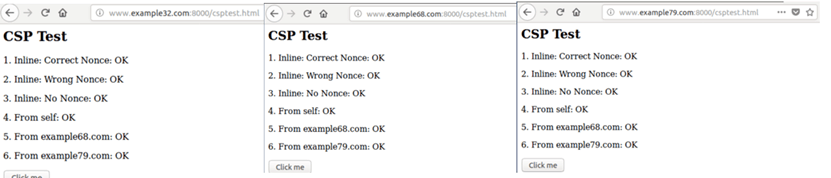 www.example32.com:8000/csptest.html
CSP Test
1. Inline: Correct Nonce: OK
2. Inline: Wrong Nonce: OK
3. Inline: No Nonce: OK
4. From self: OK
5. From example68.com: OK
6. From example79.com: OK
Click me
www.example68.com:8000/csptest.html
CSP Test
1. Inline: Correct Nonce: OK
2. Inline: Wrong Nonce: OK
3. Inline: No Nonce: OK
4. From self: OK
5. From example68.com: OK
6. From example79.com: OK
Click me
www.example79.com:8000/csptest.html
CSP Test
1. Inline: Correct Nonce: OK
2. Inline: Wrong Nonce: OK
3. Inline: No Nonce: OK
4. From self: OK
5. From example68.com: OK
6. From example79.com: OK
Click me